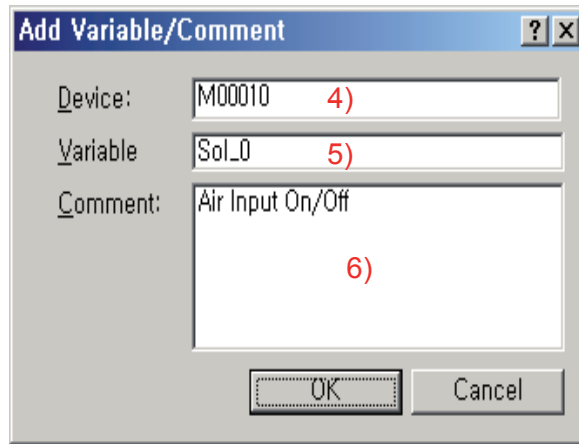 Add Variable/Comment ? ×
Device: M00010 4)
Variable Sol_0 5)
Comment: Air Input On/Off
6)
OK Cancel